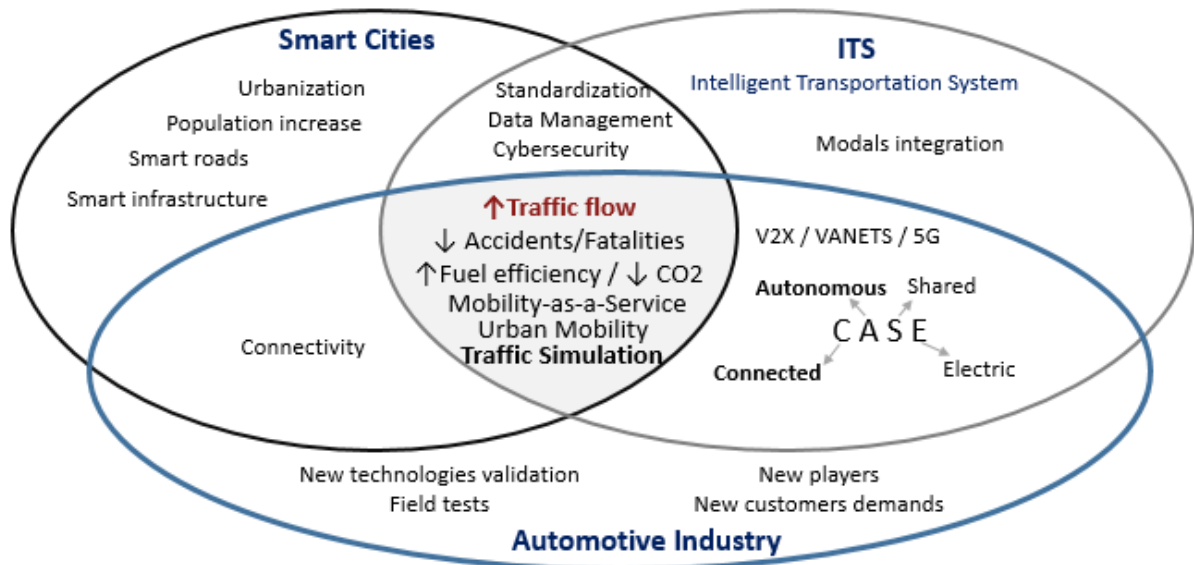 Smart Cities
Urbanization
Population increase
Smart roads
Smart infrastructure
Standardization
Data Management
Cybersecurity
ITS
Intelligent Transportation System
Modals integration
↑Traffic flow
↓ Accidents/Fatalities
↑Fuel efficiency / ↓ CO2
Mobility-as-a-Service
Urban Mobility
Traffic Simulation
Connectivity
V2X / VANETS / 5G
Autonomous Shared
C A S E
Connected Electric
New technologies validation
Field tests
New players
New customers demands
Automotive Industry